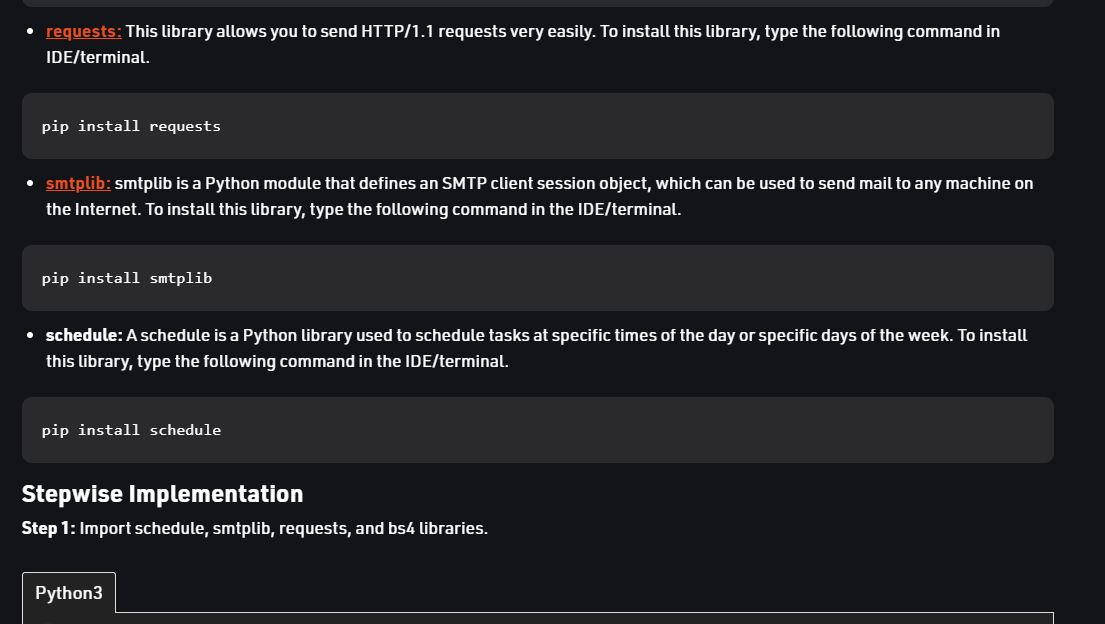 requests: This library allows you to send HTTP/1.1 requests very easily. To install this library, type the following command in
IDE/terminal.
pip install requests
smtplib: smtplib is a Python module that defines an SMTP client session object, which can be used to send mail to any machine on
the Internet. To install this library, type the following command in the IDE/terminal.
pip install smtplib
schedule: A schedule is a Python library used to schedule tasks at specific times of the day or specific days of the week. To install
this library, type the following command in the IDE/terminal.
pip install schedule
Stepwise Implementation
Step 1: Import schedule, smtplib, requests, and bs4 libraries.
Python3